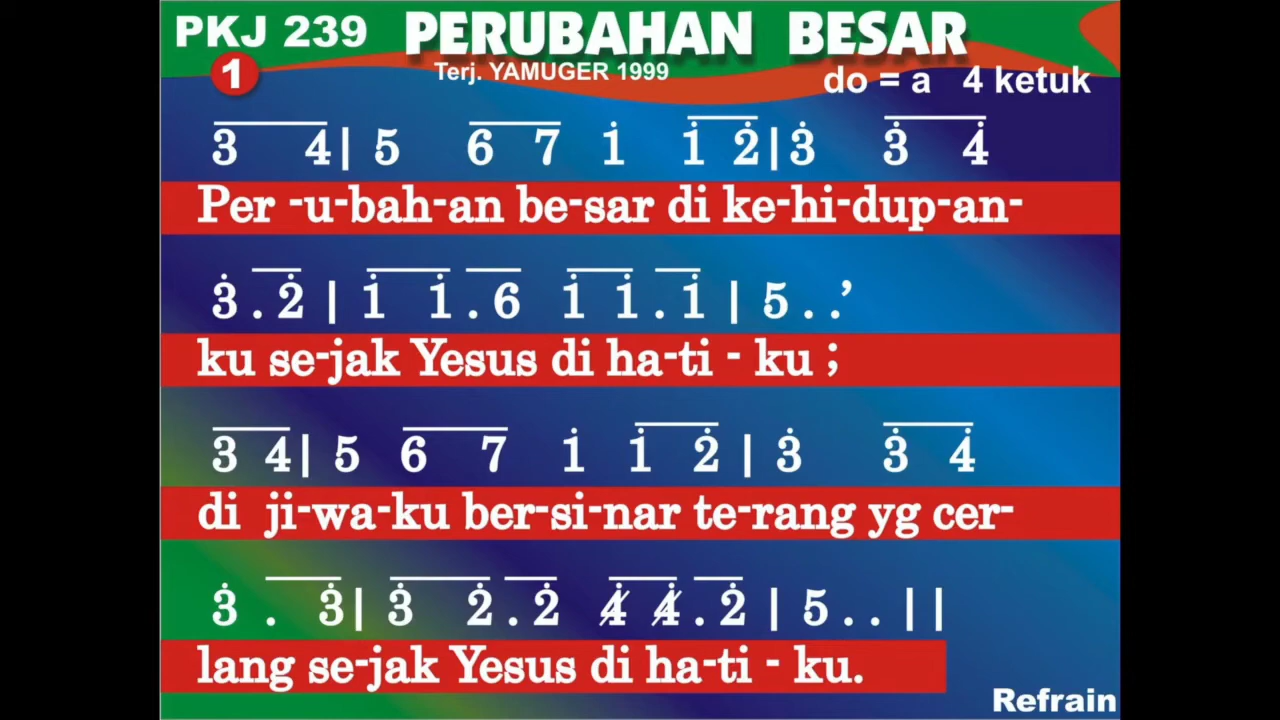 PKJ 239 PERUBAHAN BESAR
1 Terj. YAMUGER 1999 do = a 4 ketuk
3 4 | 5 6 7 1̇ 1̇ 2̇ | 3̇ 3̇ 4̇
Per -u-bah-an be-sar di ke-hi-dup-an-
3̇ . 2̇ | 1̇ 1̇ . 6 1̇ 1̇ . 1̇ | 5 . . ’
ku se-jak Yesus di ha-ti - ku ;
3 4 | 5 6 7 1̇ 1̇ 2̇ | 3̇ 3̇ 4̇
di ji-wa-ku ber-si-nar te-rang yg cer-
3̇ . 3̇ | 3̇ 2̇ . 2̇ 4̸̇ 4̸̇ . 2̇ | 5 . . | |
lang se-jak Yesus di ha-ti - ku.
Refrain